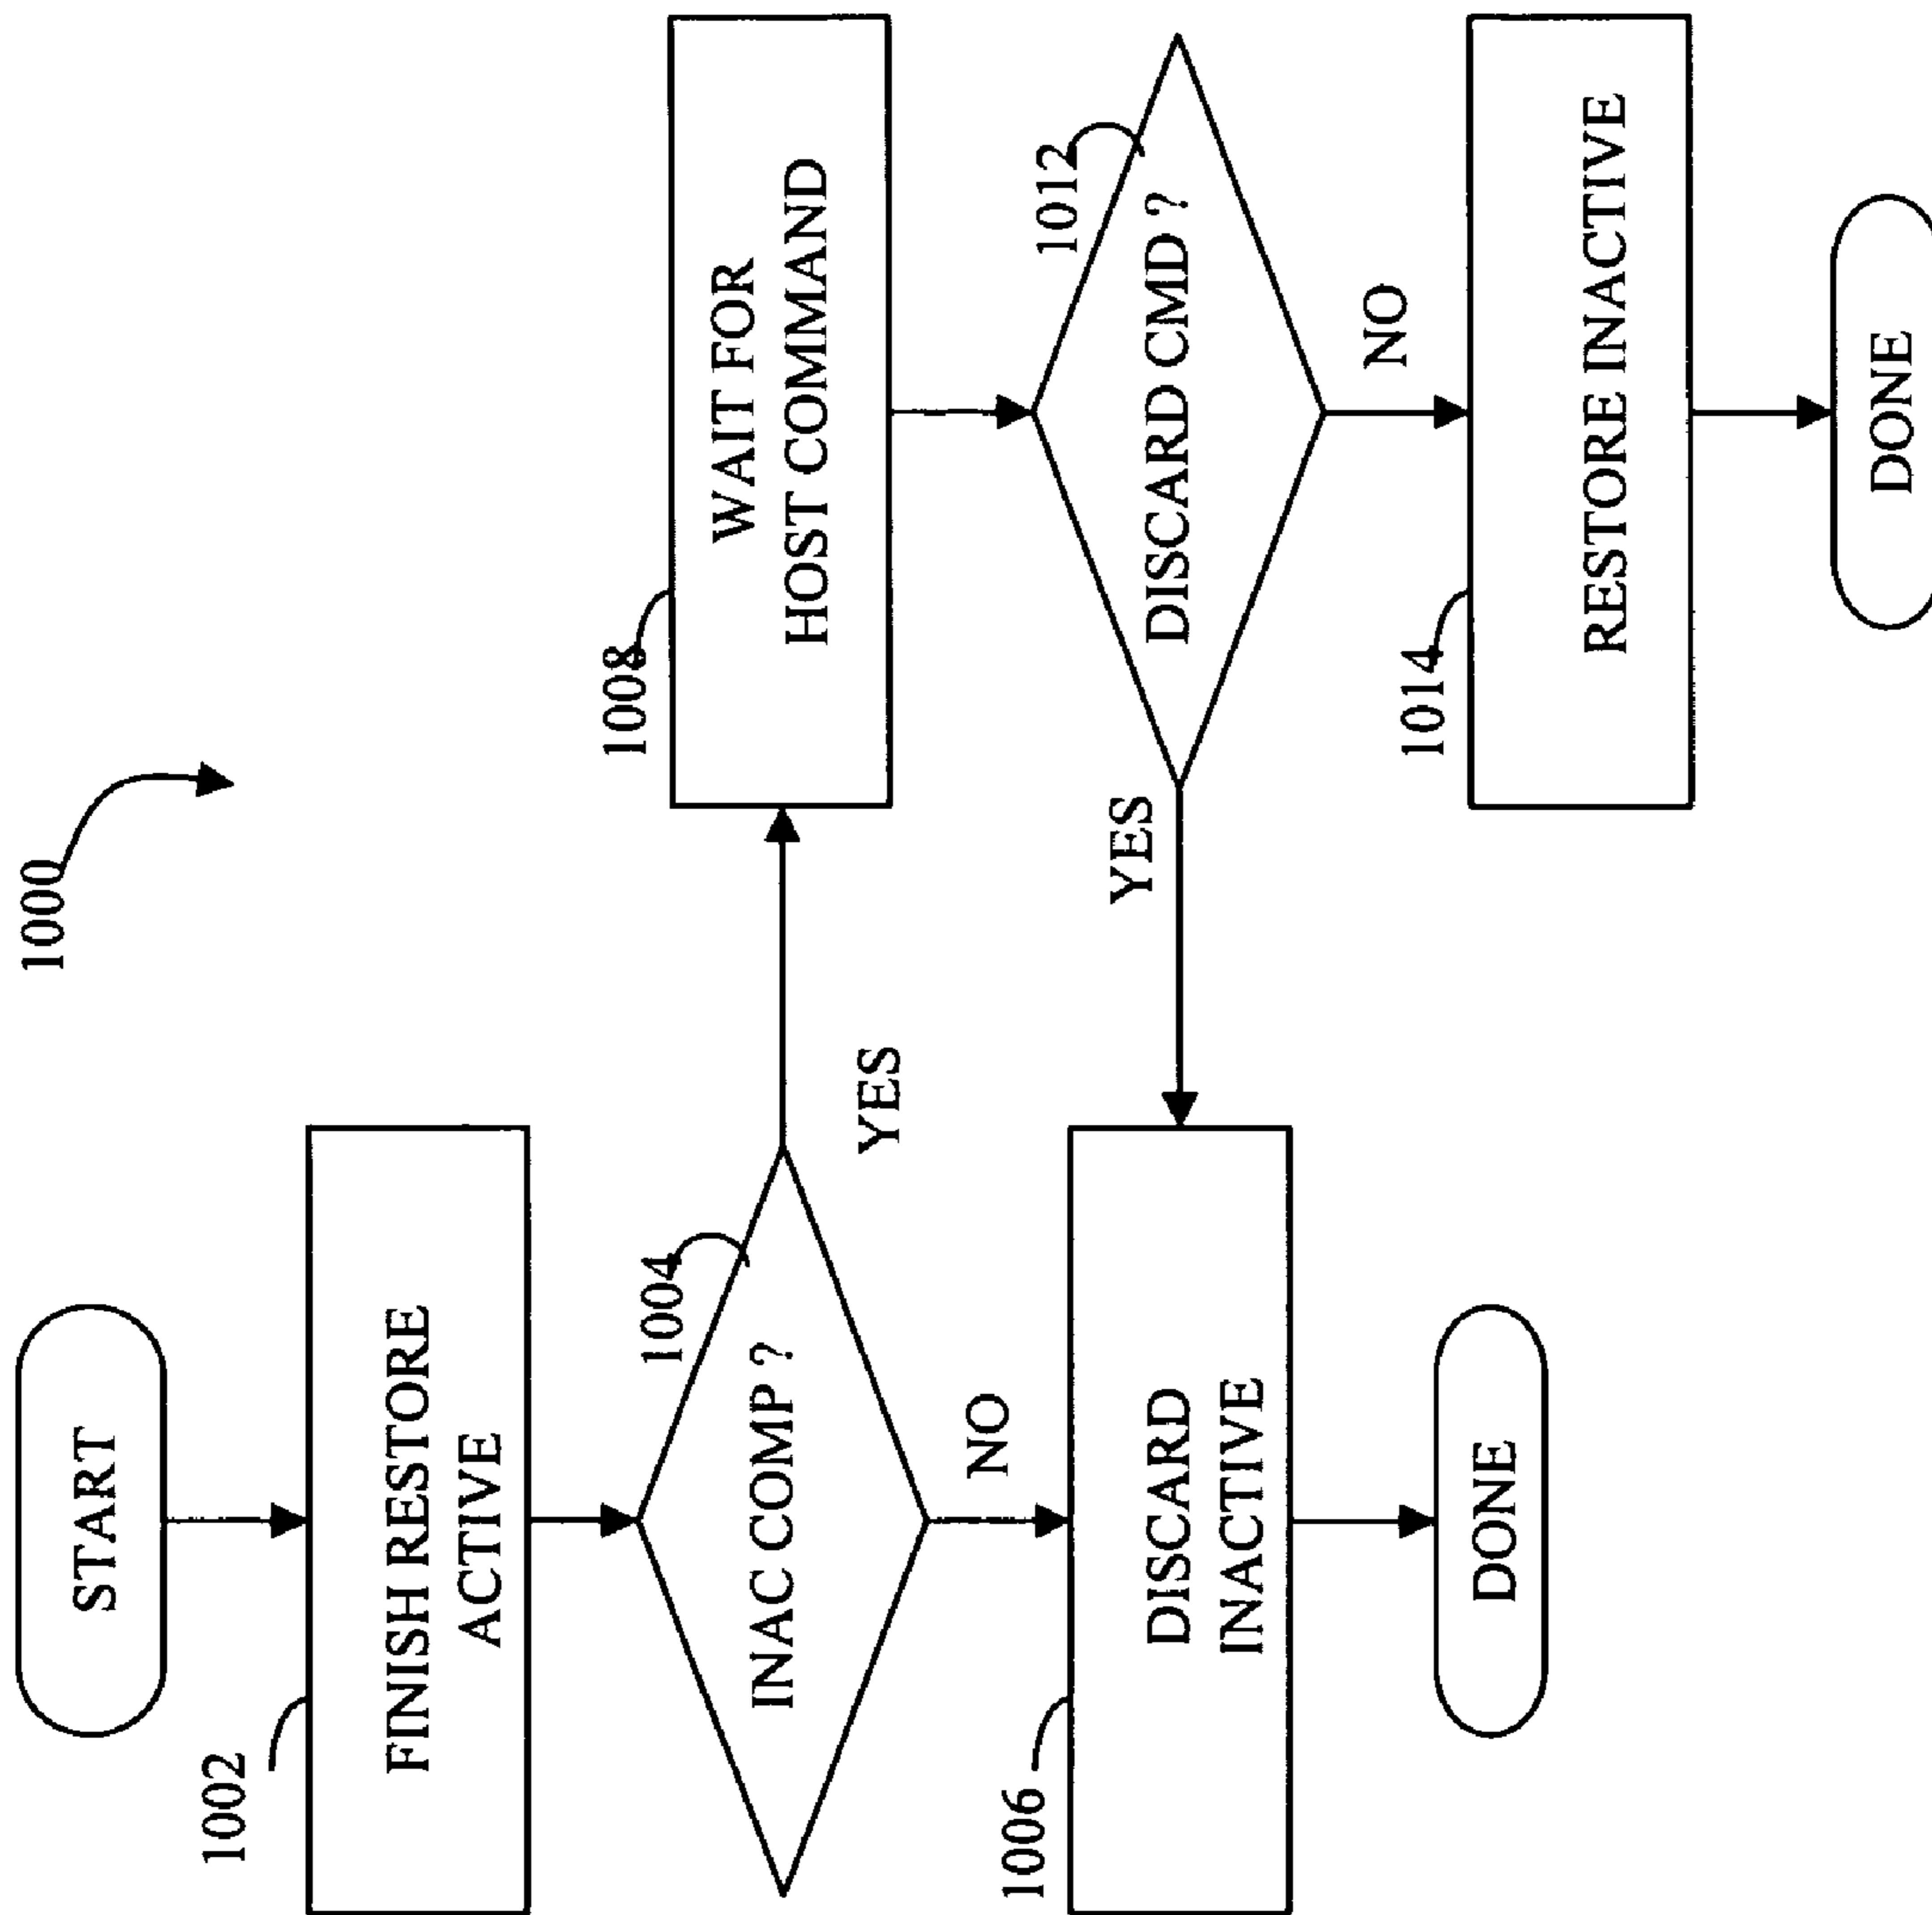 1000
START
1002
FINISH RESTORE
ACTIVE
1004
INAC COMP ?
YES
NO
1006
DISCARD
INACTIVE
DONE
1008
WAIT FOR
HOST COMMAND
1012
DISCARD CMD ?
YES
NO
1014
RESTORE INACTIVE
DONE